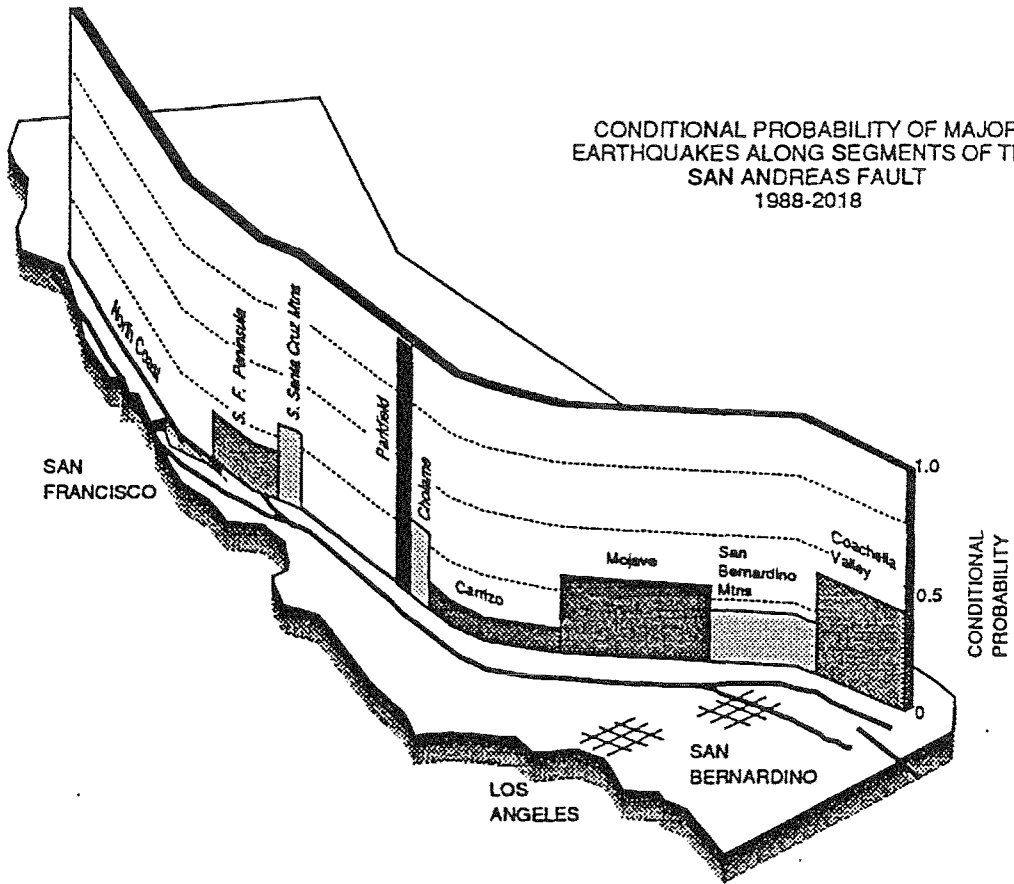 CONDITIONAL PROBABILITY OF MAJOR
EARTHQUAKES ALONG SEGMENTS OF
SAN ANDREAS FAULT
1988-2018
North Coast
S. F. Peninsula
S. Santa Cruz Mtns
Parkfield
Cholame
Carrizo
Mojave
San
Bernardino
Mtns
Coachella
Valley
1.0
0.5
0
CONDITIONAL
PROBABILITY
SAN
FRANCISCO
LOS
ANGELES
SAN
BERNARDINO